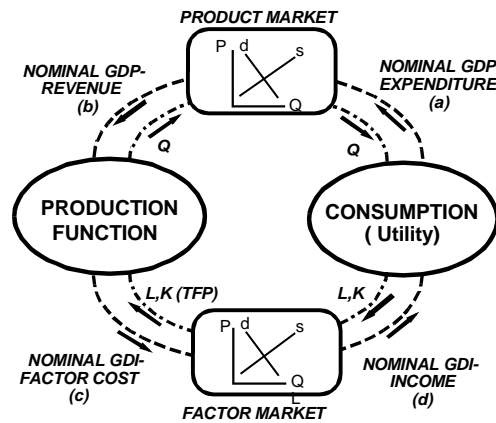 PRODUCT MARKET
P
d
s
Q
NOMINAL GDP-
REVENUE
(b)
NOMINAL GDP
EXPENDITURE
(a)
Q
Q
PRODUCTION
FUNCTION
CONSUMPTION
( Utility)
L,K (TFP)
L,K
P
d
s
Q
L
NOMINAL GDI-
FACTOR COST
(c)
NOMINAL GDI-
INCOME
(d)
FACTOR MARKET